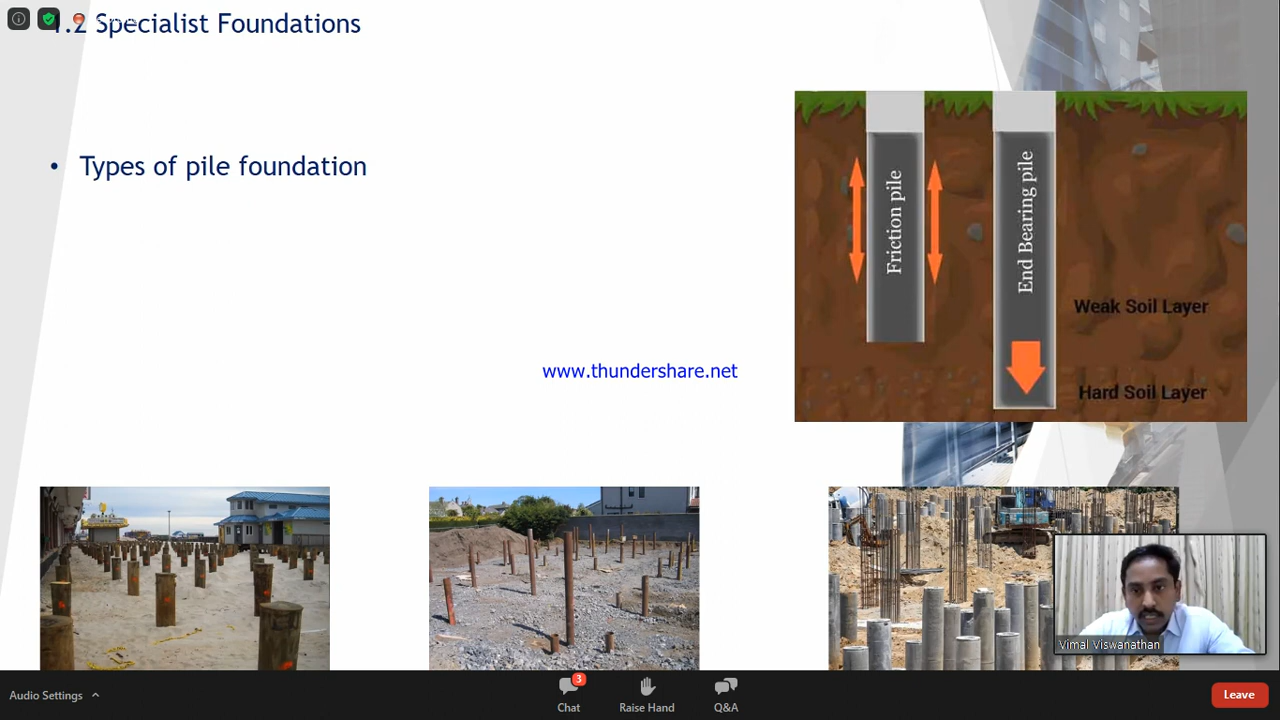 1.2 Specialist Foundations
• Types of pile foundation
Friction pile
End Bearing pile
Weak Soil Layer
Hard Soil Layer
www.thundershare.net
Vimal Viswanathan
Audio Settings
3
Chat
Raise Hand
Q&A
Leave